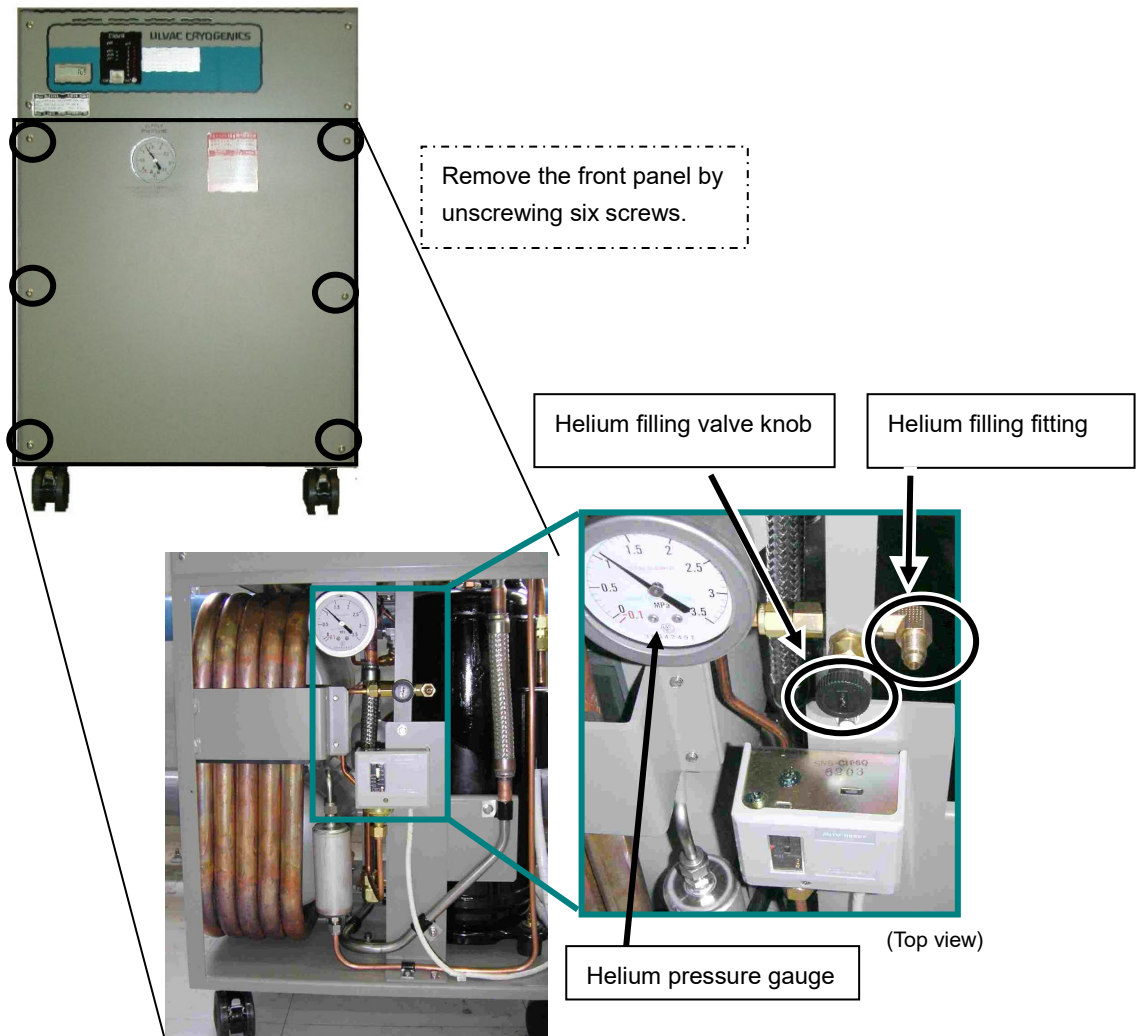 ULVAC CRYOGENICS
Remove the front panel by
unscrewing six screws.
Helium filling valve knob
Helium filling fitting
1
1.5
2
2.5
0.5
3
0
-0.1
MPa
3.5
(Top view)
Helium pressure gauge